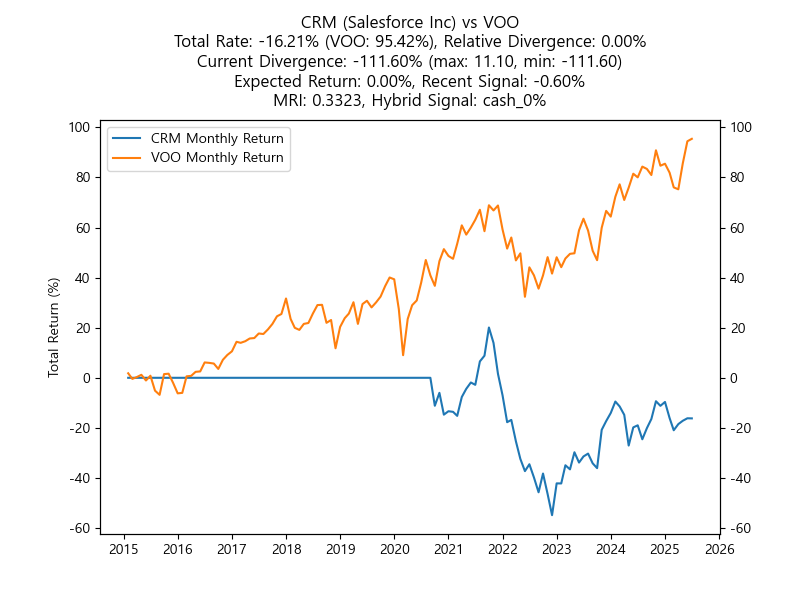 CRM (Salesforce Inc) vs VOO
Total Rate: -16.21% (VOO: 95.42%), Relative Divergence: 0.00%
Current Divergence: -111.60% (max: 11.10, min: -111.60)
Expected Return: 0.00%, Recent Signal: -0.60%
MRI: 0.3323, Hybrid Signal: cash_0%
CRM Monthly Return
VOO Monthly Return
Total Return (%)
100
80
60
40
20
0
-20
-40
-60
100
80
60
40
20
0
-20
-40
-60
2015 2016 2017 2018 2019 2020 2021 2022 2023 2024 2025 2026